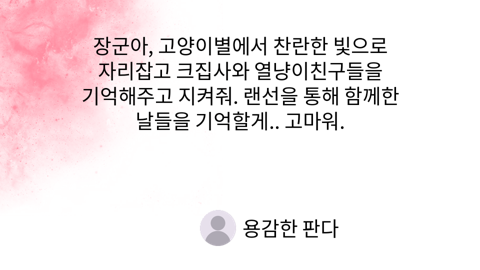 장군아, 고양이별에서 찬란한 빛으로
자리잡고 크집사와 열냥이친구들을
기억해주고 지켜줘. 랜선을 통해 함께한
날들을 기억할게.. 고마워.
용감한 판다